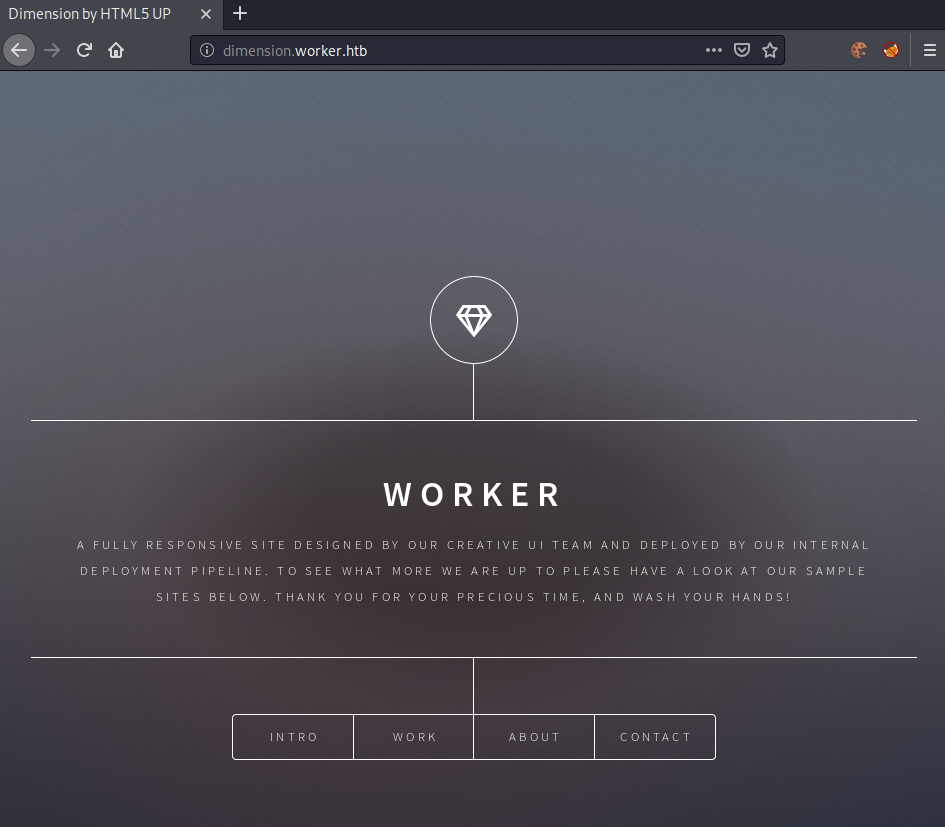 Dimension by HTML5 UP
dimension.worker.htb
WORKER
A FULLY RESPONSIVE SITE DESIGNED BY OUR CREATIVE UI TEAM AND DEPLOYED BY OUR INTERNAL
DEPLOYMENT PIPELINE. TO SEE WHAT MORE WE ARE UP TO PLEASE HAVE A LOOK AT OUR SAMPLE
SITES BELOW. THANK YOU FOR YOUR PRECIOUS TIME, AND WASH YOUR HANDS!
INTRO WORK ABOUT CONTACT